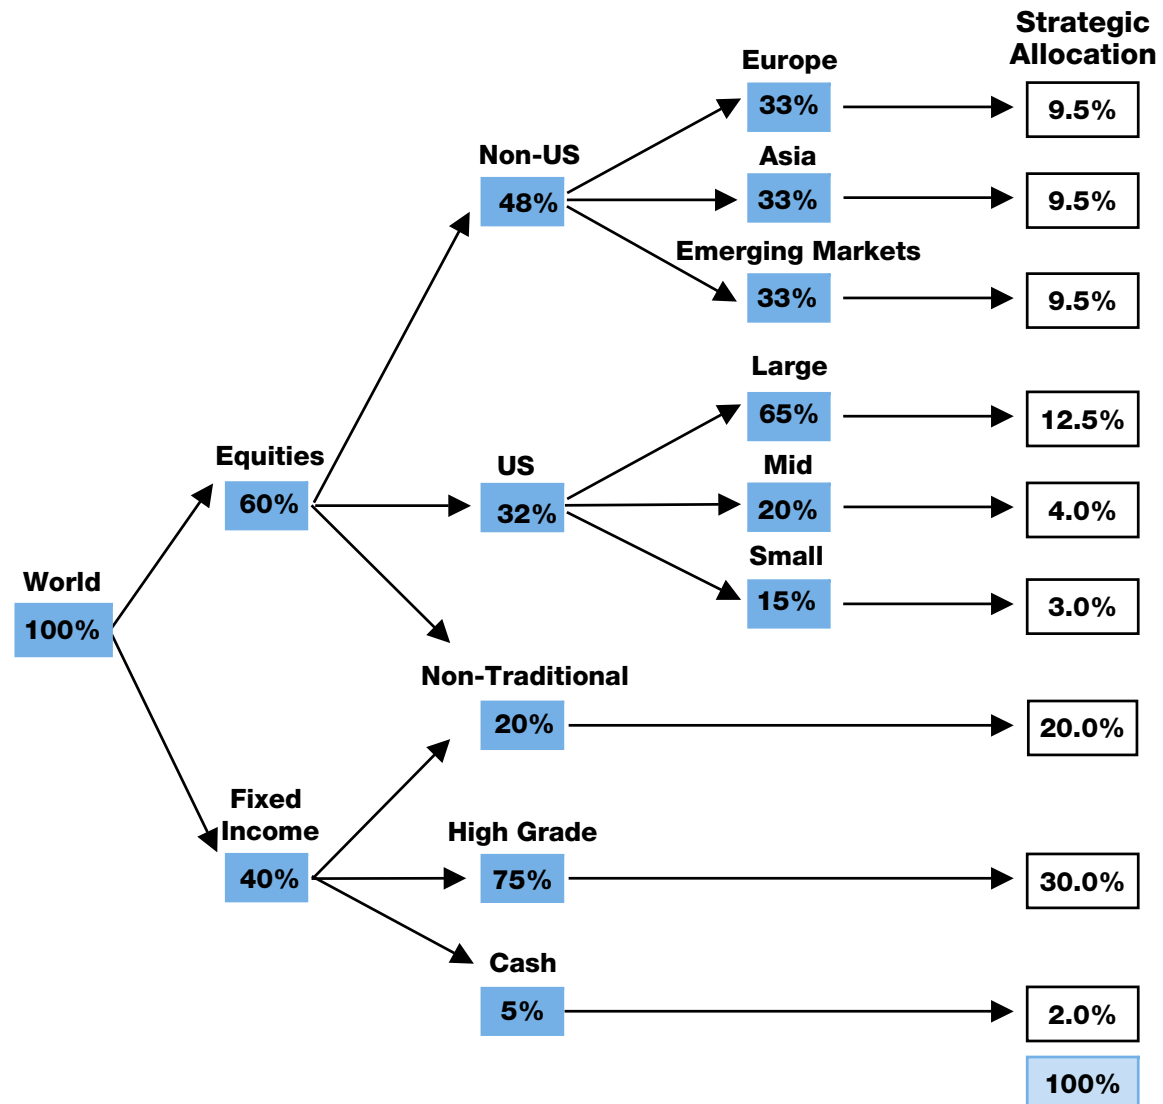 Strategic
Allocation
Europe
33%
9.5%
Non-US
48%
Asia
33%
9.5%
Emerging Markets
33%
9.5%
Large
65%
12.5%
Equities
60%
US
32%
Mid
20%
4.0%
Small
15%
3.0%
World
100%
Non-Traditional
20%
20.0%
Fixed
Income
40%
High Grade
75%
30.0%
Cash
5%
2.0%
100%